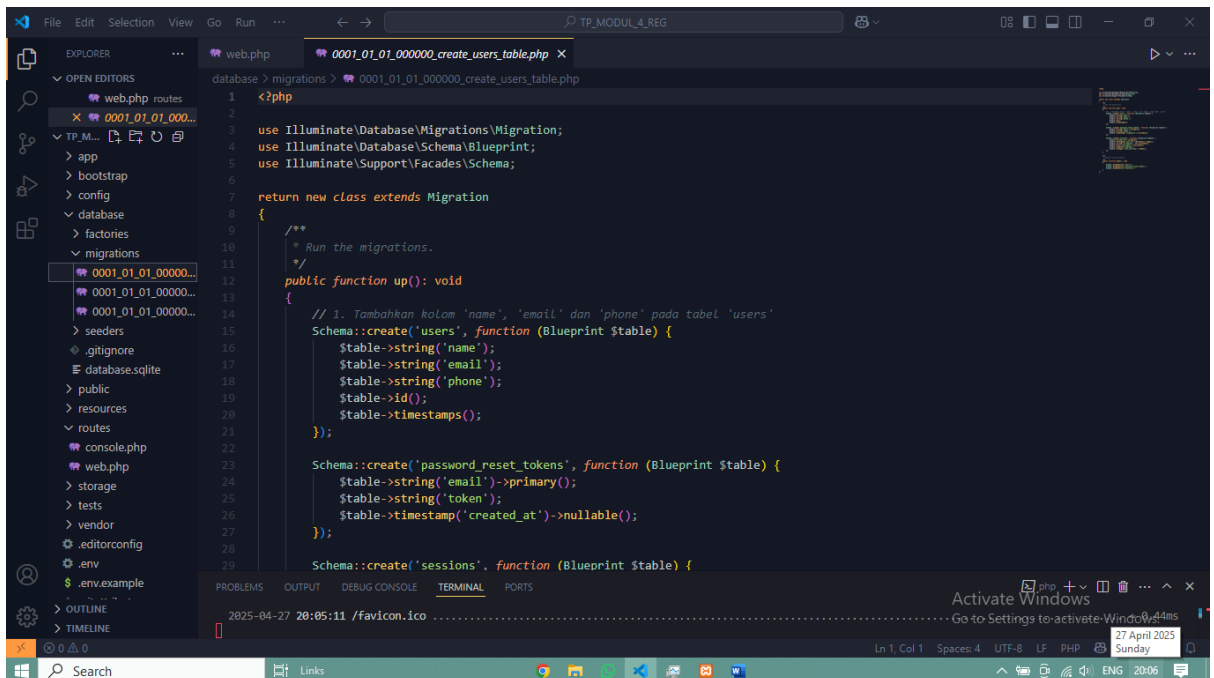 File Edit Selection View Go Run ··· TP_MODUL_4_REG
EXPLORER ···
OPEN EDITORS
web.php routes
0001_01_01_000...
TP_M...
app
bootstrap
config
database
factories
migrations
0001_01_01_00000...
0001_01_01_00000...
0001_01_01_00000...
seeders
.gitignore
database.sqlite
public
resources
routes
console.php
web.php
storage
tests
vendor
.editorconfig
.env
.env.example
OUTLINE
TIMELINE
web.php 0001_01_01_000000_create_users_table.php
database > migrations > 0001_01_01_000000_create_users_table.php
1 <?php
2
3 use Illuminate\Database\Migrations\Migration;
4 use Illuminate\Database\Schema\Blueprint;
5 use Illuminate\Support\Facades\Schema;
6
7 return new class extends Migration
8 {
9 /**
10 * Run the migrations.
11 */
12 public function up(): void
13 {
14 // 1. Tambahkan kolom 'name', 'email' dan 'phone' pada tabel 'users'
15 Schema::create('users', function (Blueprint $table) {
16 $table->string('name');
17 $table->string('email');
18 $table->string('phone');
19 $table->id();
20 $table->timestamps();
21 });
22
23 Schema::create('password_reset_tokens', function (Blueprint $table) {
24 $table->string('email')->primary();
25 $table->string('token');
26 $table->timestamp('created_at')->nullable();
27 });
28
29 Schema::create('sessions', function (Blueprint $table) {
PROBLEMS OUTPUT DEBUG CONSOLE TERMINAL PORTS php
2025-04-27 20:05:11 /favicon.ico
Activate Windows
Go to Settings to activate Windows.
0 0 Ln 1, Col 1 Spaces: 4 UTF-8 LF PHP
27 April 2025
Sunday
Search Links ENG 20:06